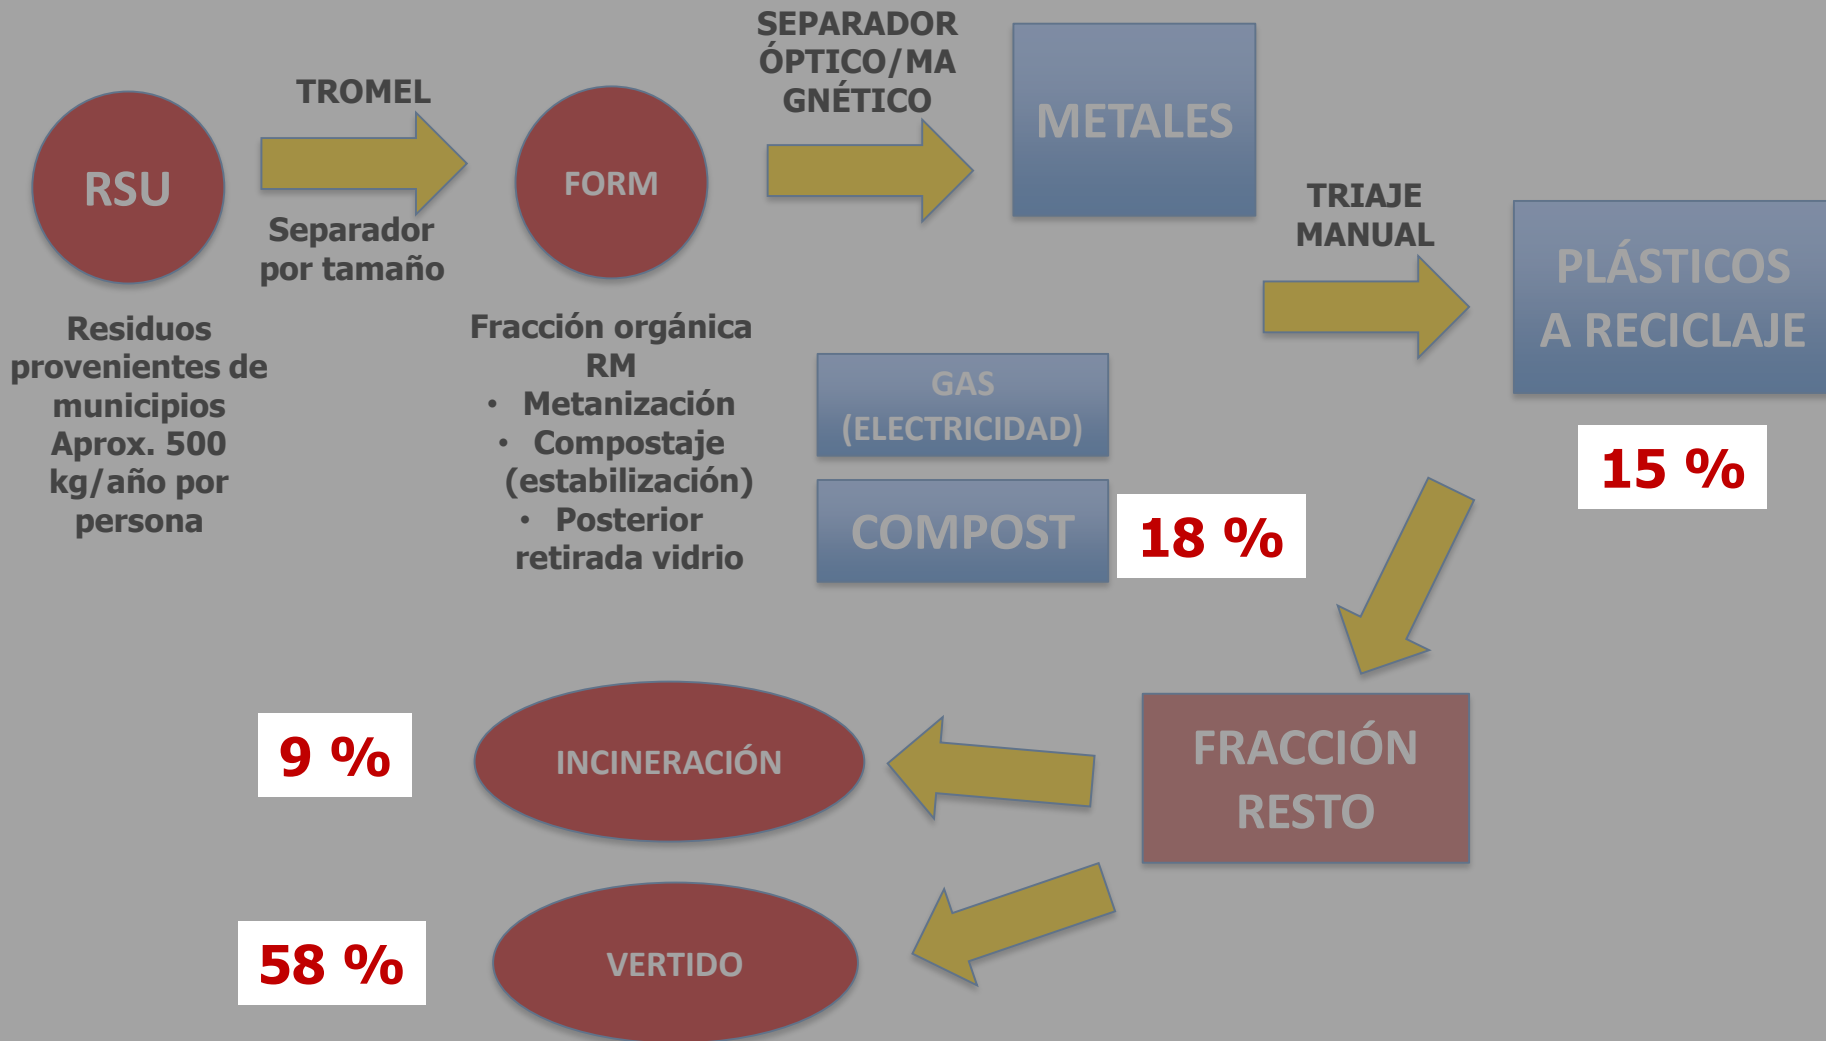 RSU
Residuos
provenientes de
municipios
Aprox. 500
kg/año por
persona
TROMEL
Separador
por tamaño
FORM
Fracción orgánica
RM
• Metanización
• Compostaje
(estabilización)
• Posterior
retirada vidrio
SEPARADOR
ÓPTICO/MA
GNÉTICO
METALES
GAS
(ELECTRICIDAD)
COMPOST
18 %
TRIAJE
MANUAL
PLÁSTICOS
A RECICLAJE
15 %
FRACCIÓN
RESTO
INCINERACIÓN
9 %
VERTIDO
58 %